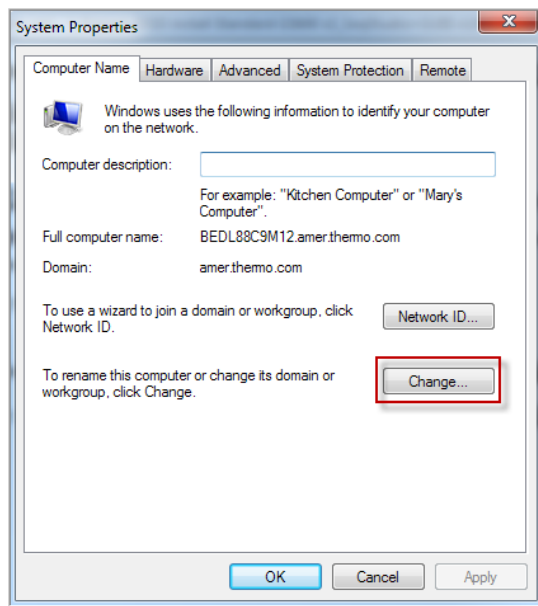 System Properties
X
Computer Name Hardware Advanced System Protection Remote
Windows uses the following information to identify your computer
on the network.
Computer description:
For example: "Kitchen Computer" or "Mary's
Computer".
Full computer name: BEDL88C9M12.amer.thermo.com
Domain: amer.thermo.com
To use a wizard to join a domain or workgroup, click
Network ID.
Network ID...
To rename this computer or change its domain or
workgroup, click Change.
Change...
OK Cancel Apply